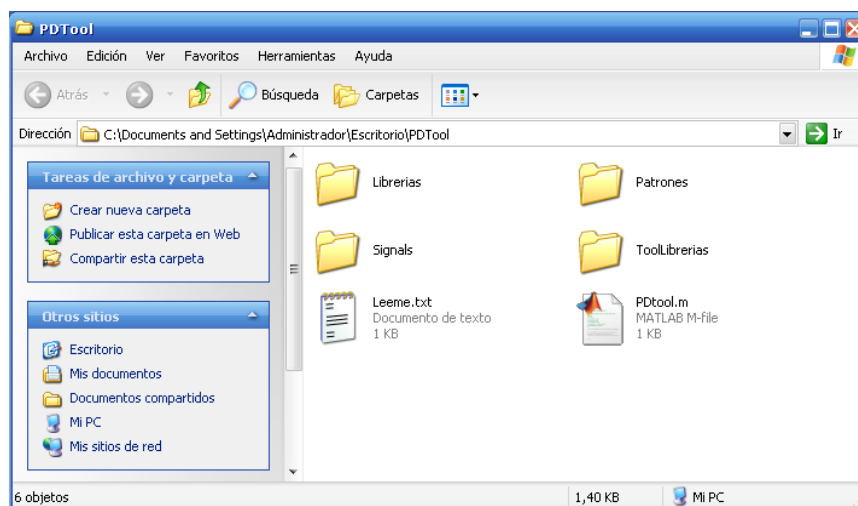 PDTool
Archivo Edición Ver Favoritos Herramientas Ayuda
Atrás Búsqueda Carpetas
Dirección C:\Documents and Settings\Administrador\Escritorio\PDTool Ir
Tareas de archivo y carpeta
Crear nueva carpeta
Publicar esta carpeta en Web
Compartir esta carpeta
Otros sitios
Escritorio
Mis documentos
Documentos compartidos
Mi PC
Mis sitios de red
Librerias
Patrones
Signals
ToolLibrerias
Leeme.txt
Documento de texto
1 KB
PDtool.m
MATLAB M-file
1 KB
6 objetos 1,40 KB Mi PC